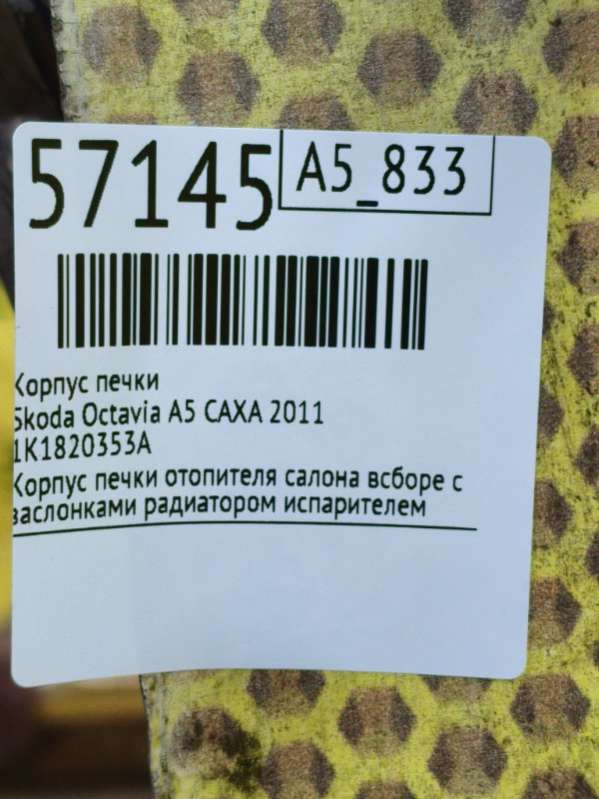 57145
A5_833
Корпус печки
Skoda Octavia A5 CAXA 2011
1K1820353A
Корпус печки отопителя салона всборе с
заслонками радиатором испарителем